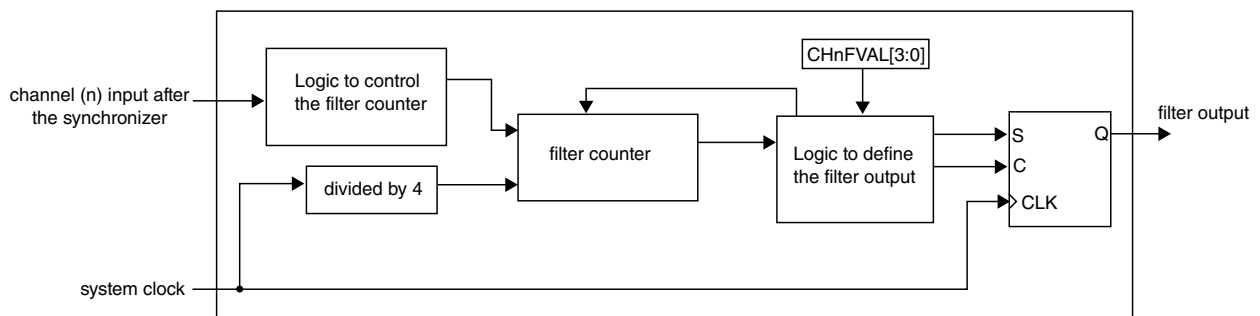 CHnFVAL[3:0]
Logic to control
the filter counter
channel (n) input after
the synchronizer
filter output
S
Q
filter counter
Logic to define
the filter output
C
divided by 4
CLK
system clock